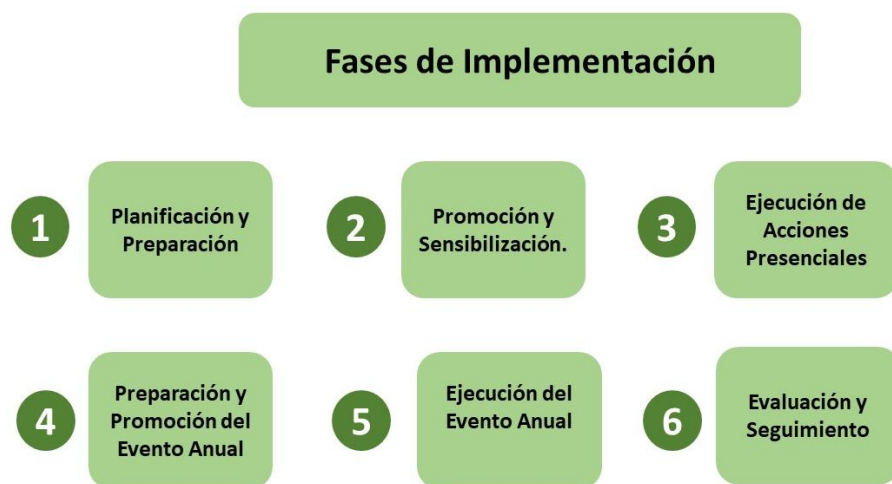 Fases de Implementación
1
Planificación y
Preparación
2
Promoción y
Sensibilización.
3
Ejecución de
Acciones
Presenciales
4
Preparación y
Promoción del
Evento Anual
5
Ejecución del
Evento Anual
6
Evaluación y
Seguimiento